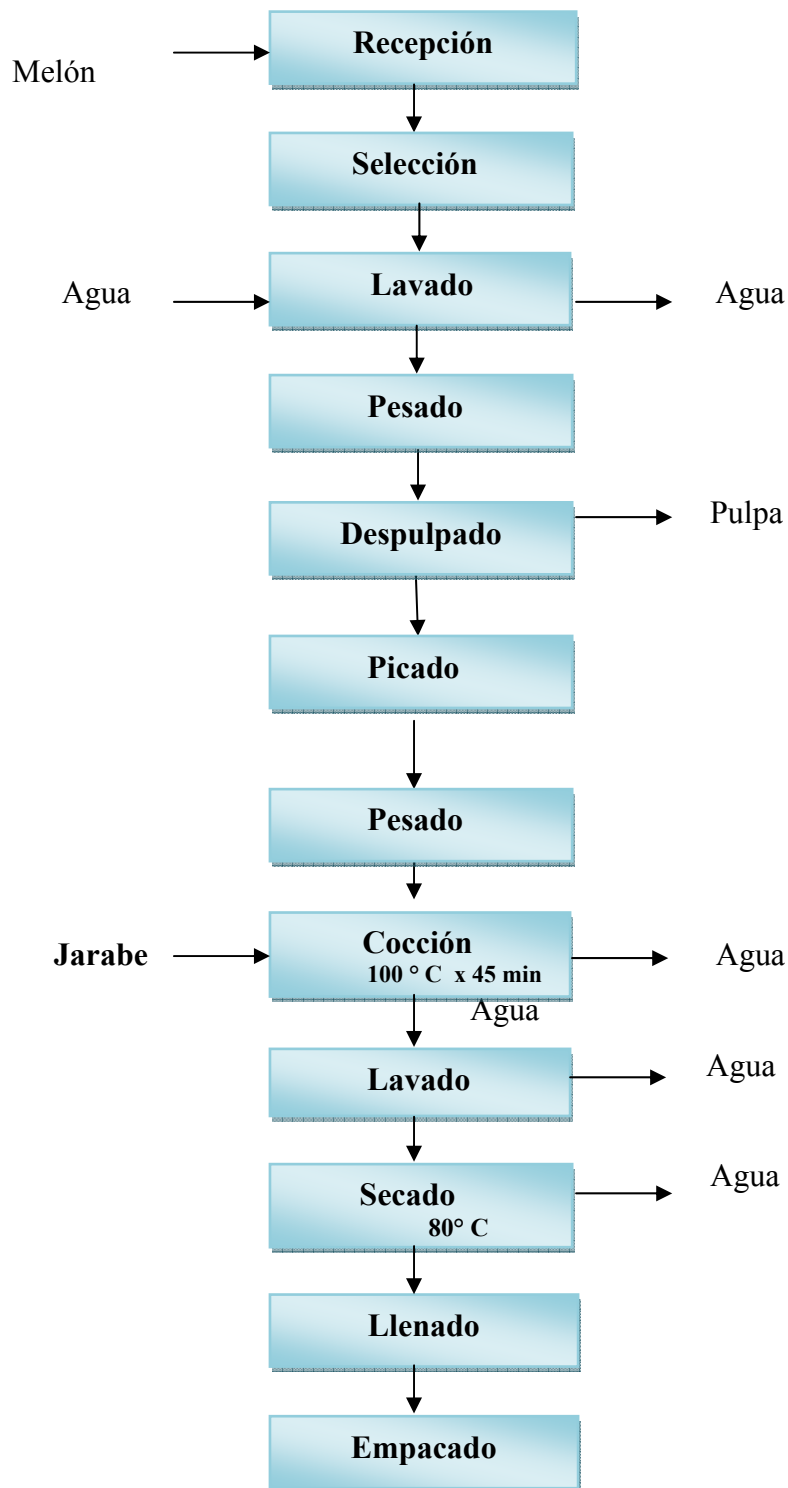 Recepción
Melón
Selección
Agua
Lavado
Agua
Pesado
Despulpado
Pulpa
Picado
Pesado
Jarabe
Cocción
100 ° C x 45 min
Agua
Agua
Lavado
Agua
Secado
80° C
Agua
Llenado
Empacado